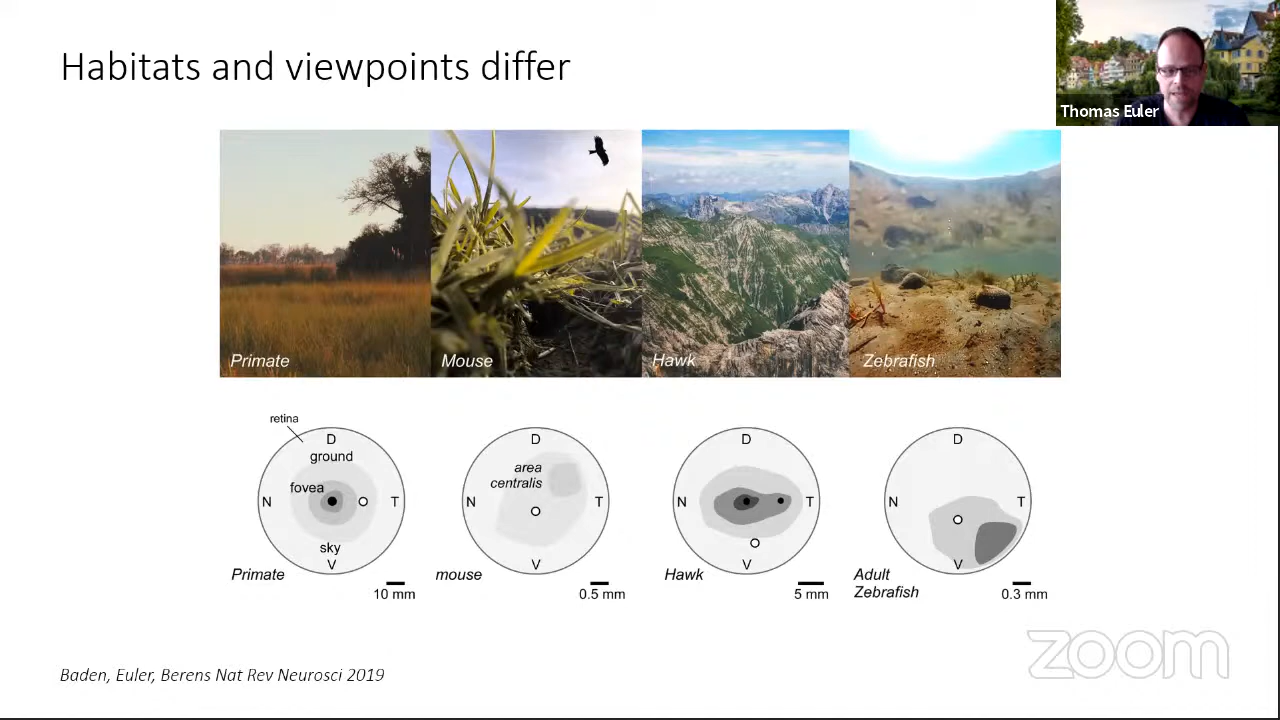 Habitats and viewpoints differ
Thomas Euler
Primate
Mouse
Hawk
Zebrafish
retina
D
ground
fovea
N
T
sky
V
Primate
10 mm
D
area
centralis
N
T
V
mouse
0.5 mm
D
N
T
V
Hawk
5 mm
D
N
T
V
Adult
Zebrafish
0.3 mm
Baden, Euler, Berens Nat Rev Neurosci 2019
zoom